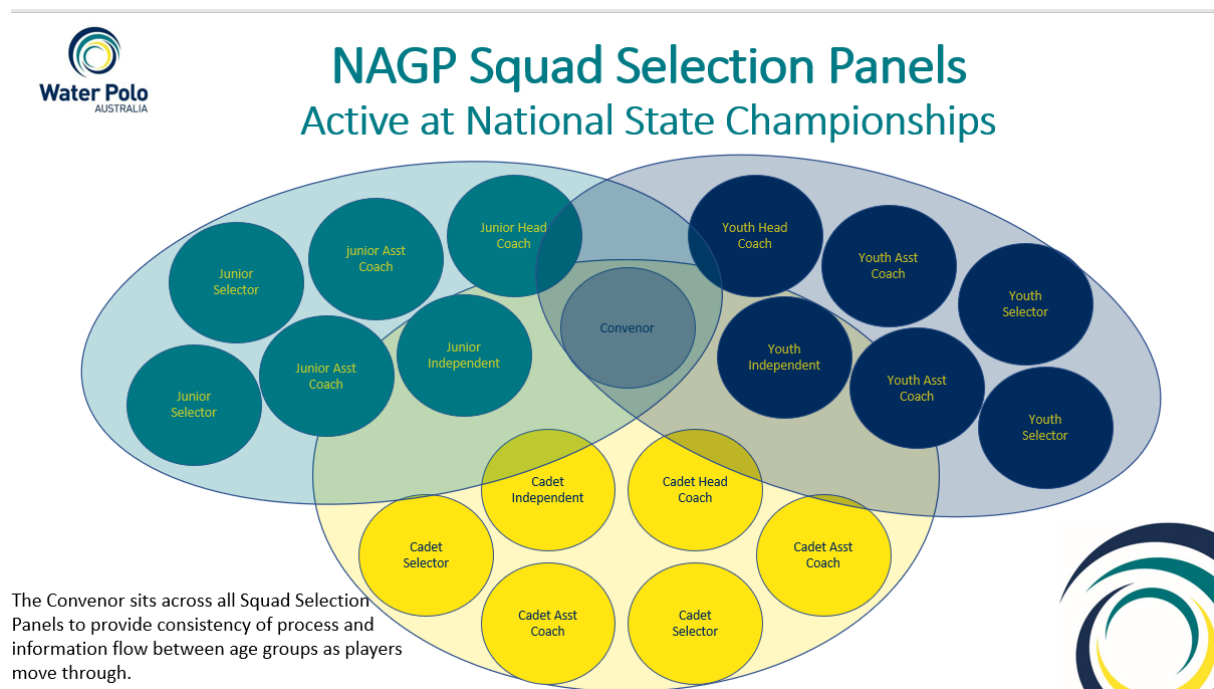 Water Polo
AUSTRALIA
NAGP Squad Selection Panels
Active at National State Championships
Junior Head
Coach
junior Asst
Coach
Junior
Selector
Junior
Independent
Junior Asst
Coach
Junior
Selector
Convenor
Youth Head
Coach
Youth Asst
Coach
Youth
Selector
Youth
Independent
Youth Asst
Coach
Youth
Selector
Cadet
Independent
Cadet Head
Coach
Cadet
Selector
Cadet Asst
Coach
Cadet Asst
Coach
Cadet
Selector
The Convenor sits across all Squad Selection
Panels to provide consistency of process and
information flow between age groups as players
move through.